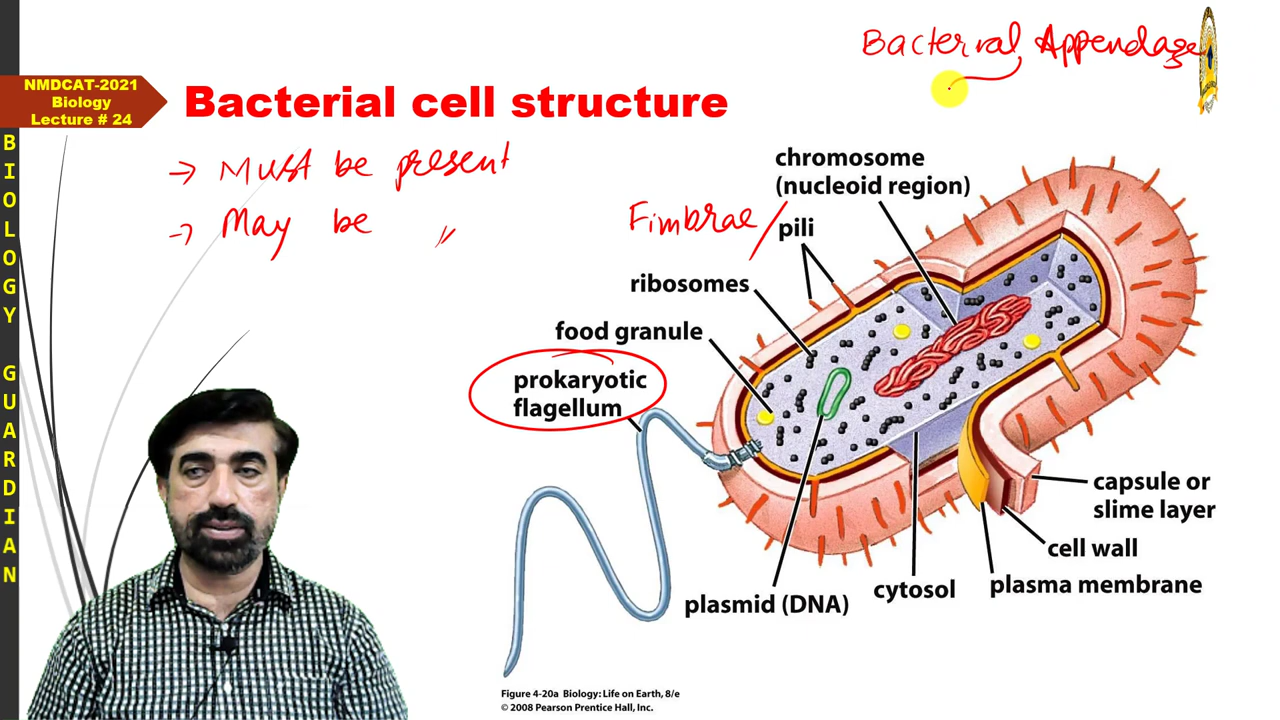 Bacterial Appendage
NMDCAT-2021
Biology
Lecture # 24
Bacterial cell structure
BIOLOGY GUARDIAN
→ Must be present
→ May be 〃
chromosome
(nucleoid region)
Fimbrae/
pili
ribosomes
food granule
prokaryotic
flagellum
capsule or
slime layer
cell wall
plasma membrane
cytosol
plasmid (DNA)
Figure 4-20a Biology: Life on Earth, 8/e
© 2008 Pearson Prentice Hall, Inc.